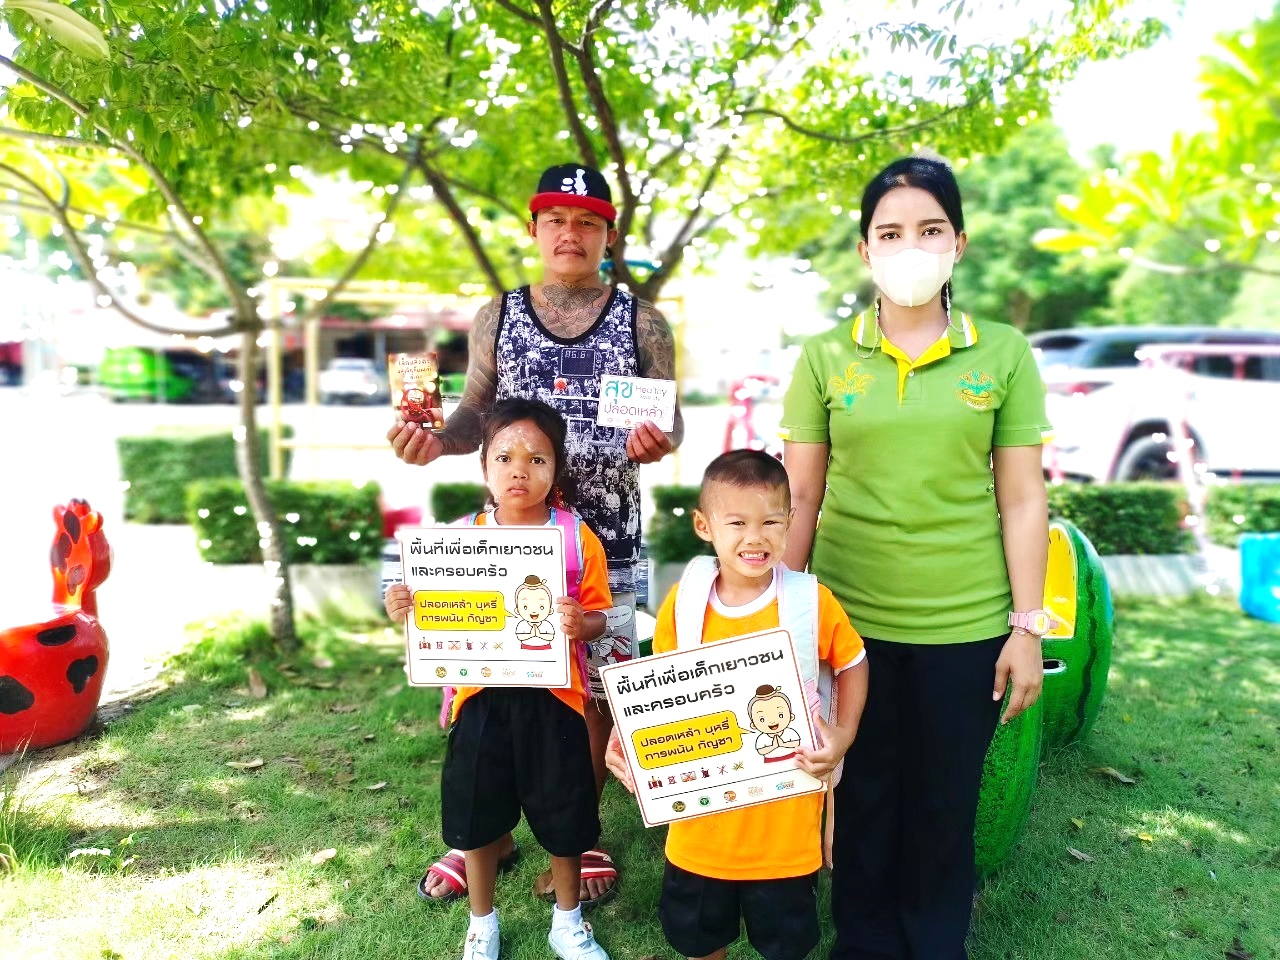 สุข
Healthy
ปลอดเหล้า
พื้นที่เพื่อเด็กเยาวชน
และครอบครัว
ปลอดเหล้า บุหรี่
การพนัน กัญชา
พื้นที่เพื่อเด็กเยาวชน
และครอบครัว
ปลอดเหล้า บุหรี่
การพนัน กัญชา